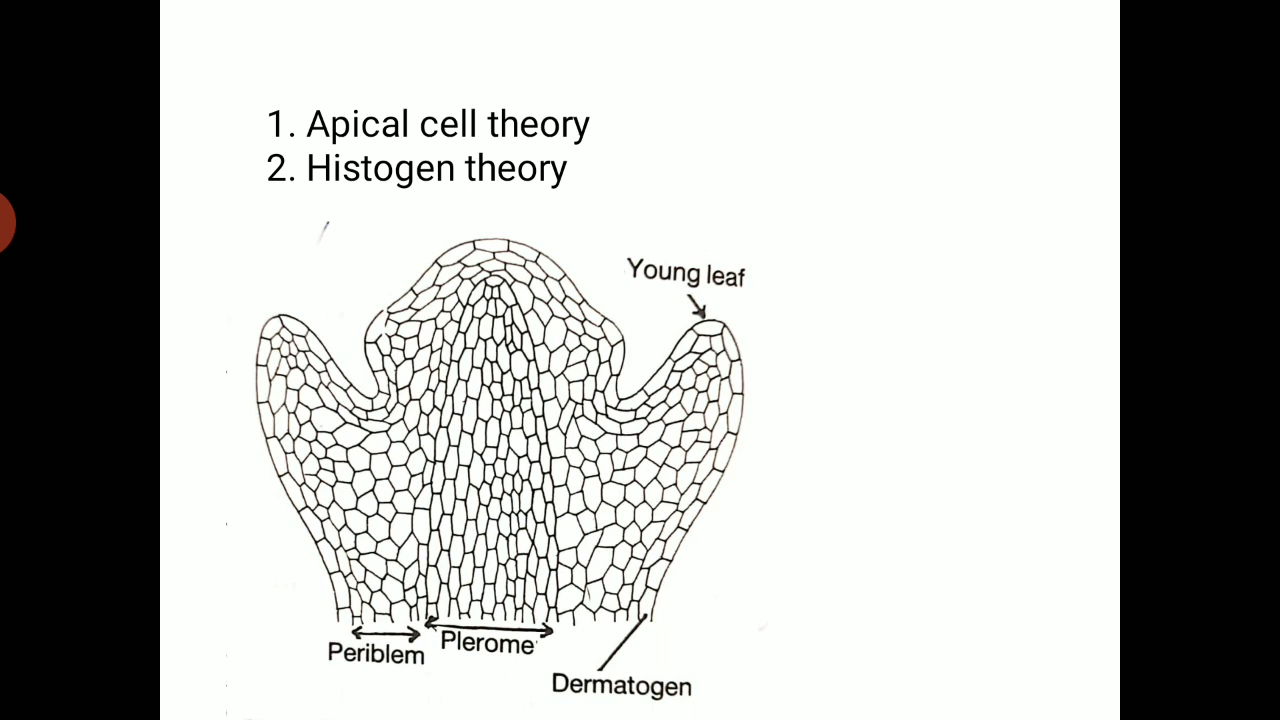 1. Apical cell theory
2. Histogen theory
Young leaf
Periblem
Plerome
Dermatogen